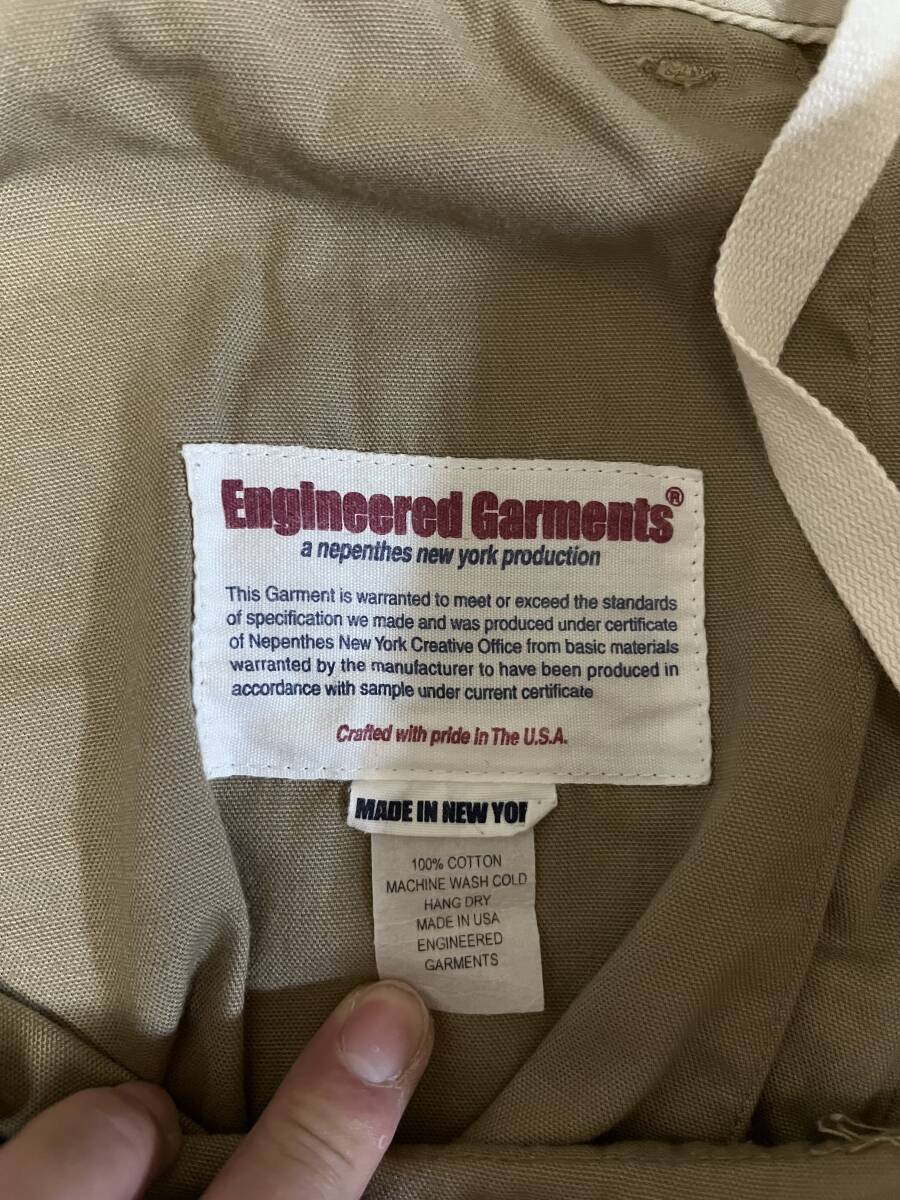 Engineered Garments®
a nepenthes new york production
This Garment is warranted to meet or exceed the standards
of specification we made and was produced under certificate
of Nepenthes New York Creative Office from basic materials
warranted by the manufacturer to have been produced in
accordance with sample under current certificate
Crafted with pride in The U.S.A.
MADE IN NEW YOR
100% COTTON
MACHINE WASH COLD
HANG DRY
MADE IN USA
ENGINEERED
GARMENTS